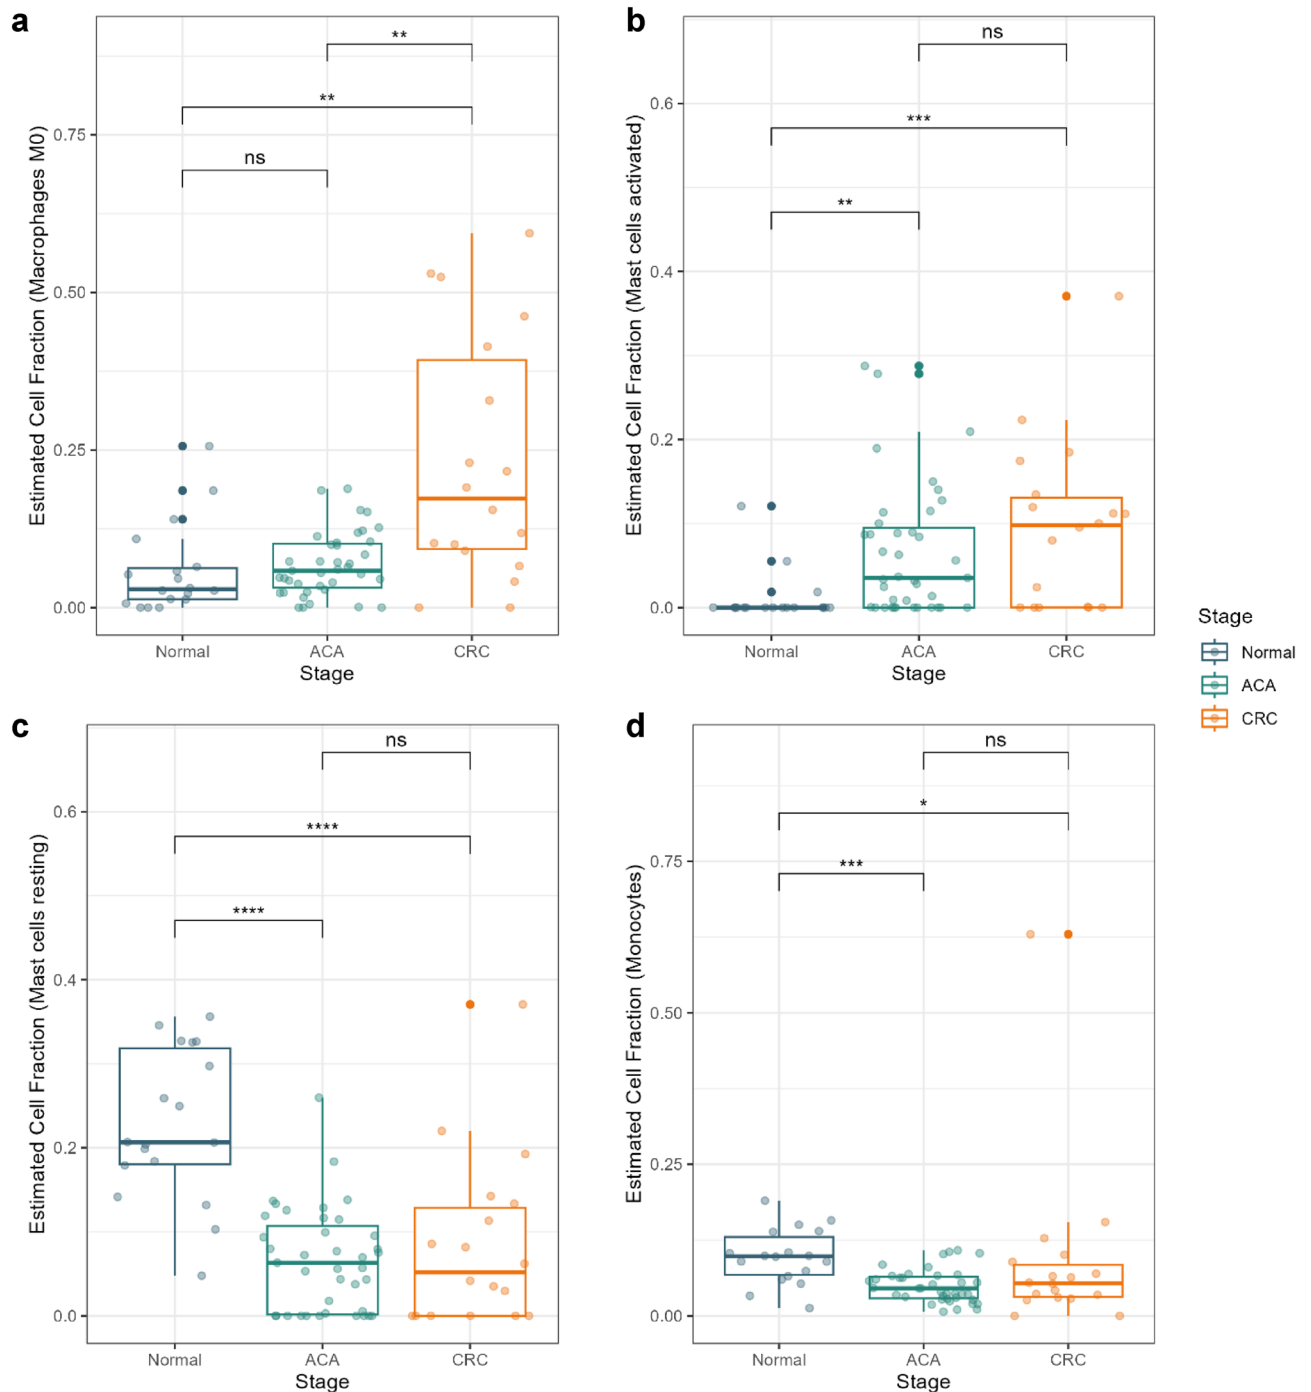 a
**
**
ns
0.75
0.50
0.25
0.00
Estimated Cell Fraction (Macrophages M0)
Normal ACA CRC
Stage
b
ns
***
**
0.6
0.4
0.2
0.0
Estimated Cell Fraction (Mast cells activated)
Normal ACA CRC
Stage
Stage
Normal
ACA
CRC
c
ns
****
****
0.6
0.4
0.2
0.0
Estimated Cell Fraction (Mast cells resting)
Normal ACA CRC
Stage
d
ns
*
***
0.75
0.50
0.25
0.00
Estimated Cell Fraction (Monocytes)
Normal ACA CRC
Stage